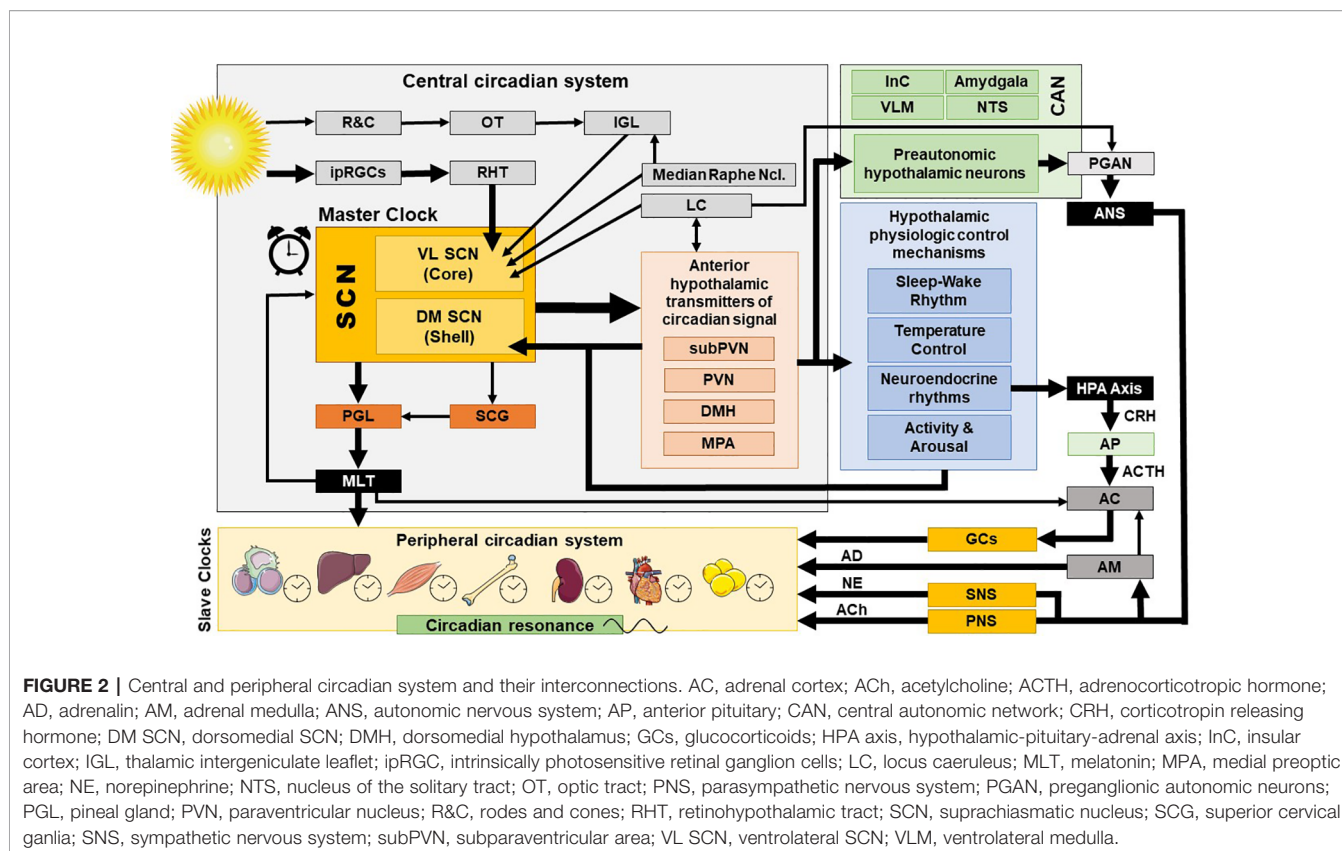 Central circadian system
R&C
OT
IGL
ipRGCs
RHT
Median Raphe Ncl.
LC
Master Clock
SCN
VL SCN
(Core)
DM SCN
(Shell)
PGL
SCG
MLT
Anterior
hypothalamic
transmitters of
circadian signal
subPVN
PVN
DMH
MPA
InC
Amydgala
VLM
NTS
CAN
Preautonomic
hypothalamic neurons
PGAN
ANS
Hypothalamic
physiologic control
mechanisms
Sleep-Wake
Rhythm
Temperature
Control
Neuroendocrine
rhythms
Activity &
Arousal
HPA Axis
CRH
AP
ACTH
AC
GCs
AM
SNS
PNS
AD
NE
ACh
Slave Clocks
Peripheral circadian system
Circadian resonance
FIGURE 2 | Central and peripheral circadian system and their interconnections. AC, adrenal cortex; ACh, acetylcholine; ACTH, adrenocorticotropic hormone;
AD, adrenalin; AM, adrenal medulla; ANS, autonomic nervous system; AP, anterior pituitary; CAN, central autonomic network; CRH, corticotropin releasing
hormone; DM SCN, dorsomedial SCN; DMH, dorsomedial hypothalamus; GCs, glucocorticoids; HPA axis, hypothalamic-pituitary-adrenal axis; InC, insular
cortex; IGL, thalamic intergeniculate leaflet; ipRGC, intrinsically photosensitive retinal ganglion cells; LC, locus caeruleus; MLT, melatonin; MPA, medial preoptic
area; NE, norepinephrine; NTS, nucleus of the solitary tract; OT, optic tract; PNS, parasympathetic nervous system; PGAN, preganglionic autonomic neurons;
PGL, pineal gland; PVN, paraventricular nucleus; R&C, rodes and cones; RHT, retinohypothalamic tract; SCN, suprachiasmatic nucleus; SCG, superior cervical
ganlia; SNS, sympathetic nervous system; subPVN, subparaventricular area; VL SCN, ventrolateral SCN; VLM, ventrolateral medulla.